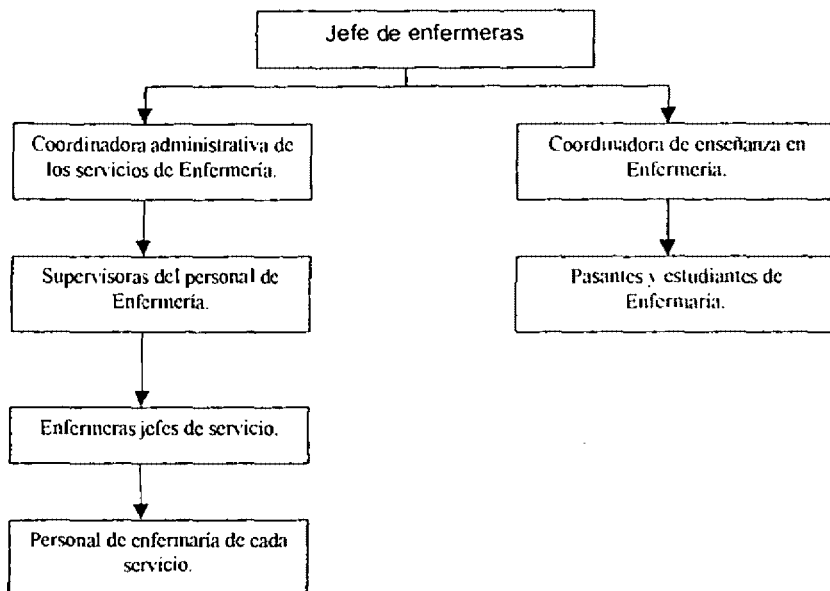 Jefe de enfermeras
Coordinadora administrativa de
los servicios de Enfermería.
Coordinadora de enseñanza en
Enfermería.
Supervisoras del personal de
Enfermería.
Pasantes y estudiantes de
Enfermaría.
Enfermeras jefes de servicio.
Personal de enfermaría de cada
servicio.